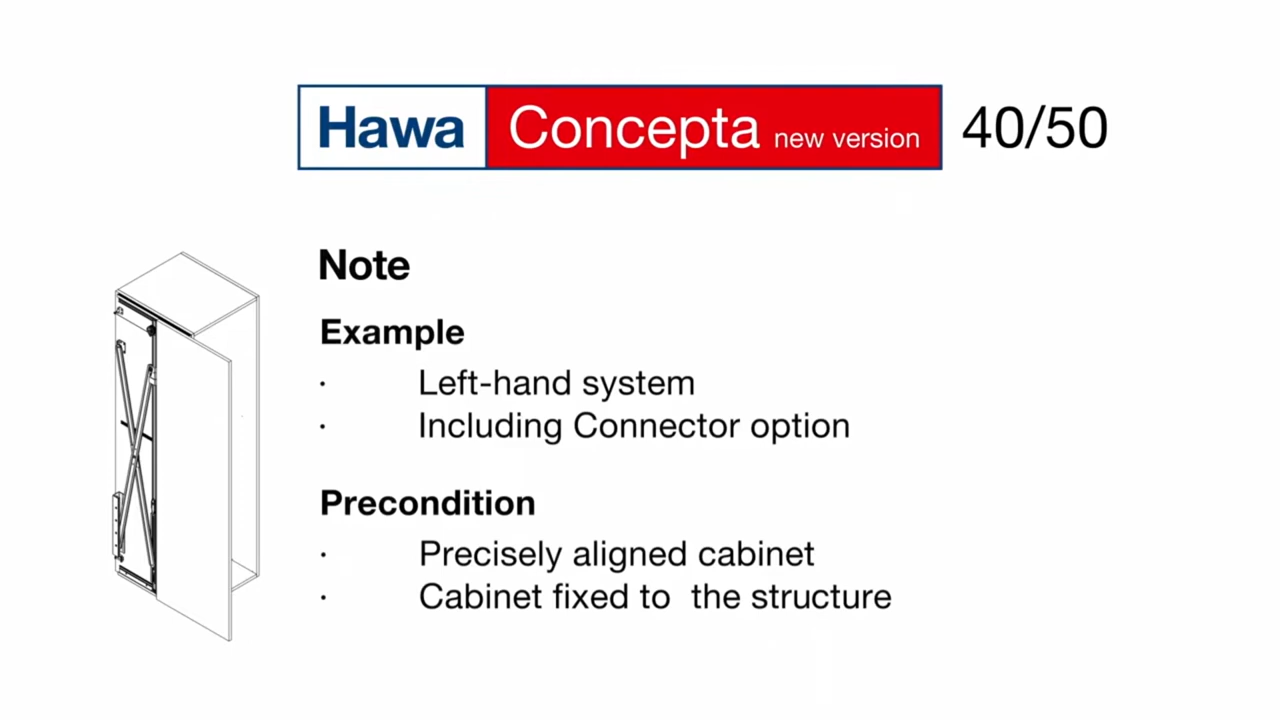 Hawa Concepta new version 40/50
Note
Example
· Left-hand system
· Including Connector option
Precondition
· Precisely aligned cabinet
· Cabinet fixed to  the structure